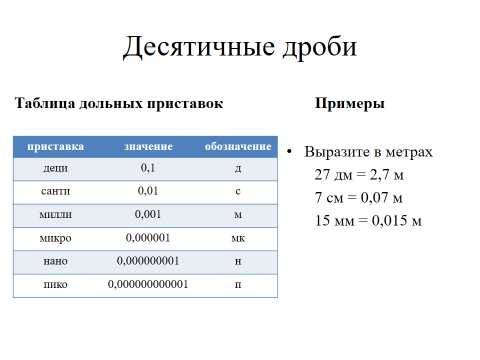 Десятичные дроби
Таблица дольных приставок
приставка значение обозначение
деци 0,1 д
санти 0,01 с
милли 0,001 м
микро 0,000001 мк
нано 0,000000001 н
пико 0,000000000001 п
Примеры
• Выразите в метрах
27 дм = 2,7 м
7 см = 0,07 м
15 мм = 0,015 м